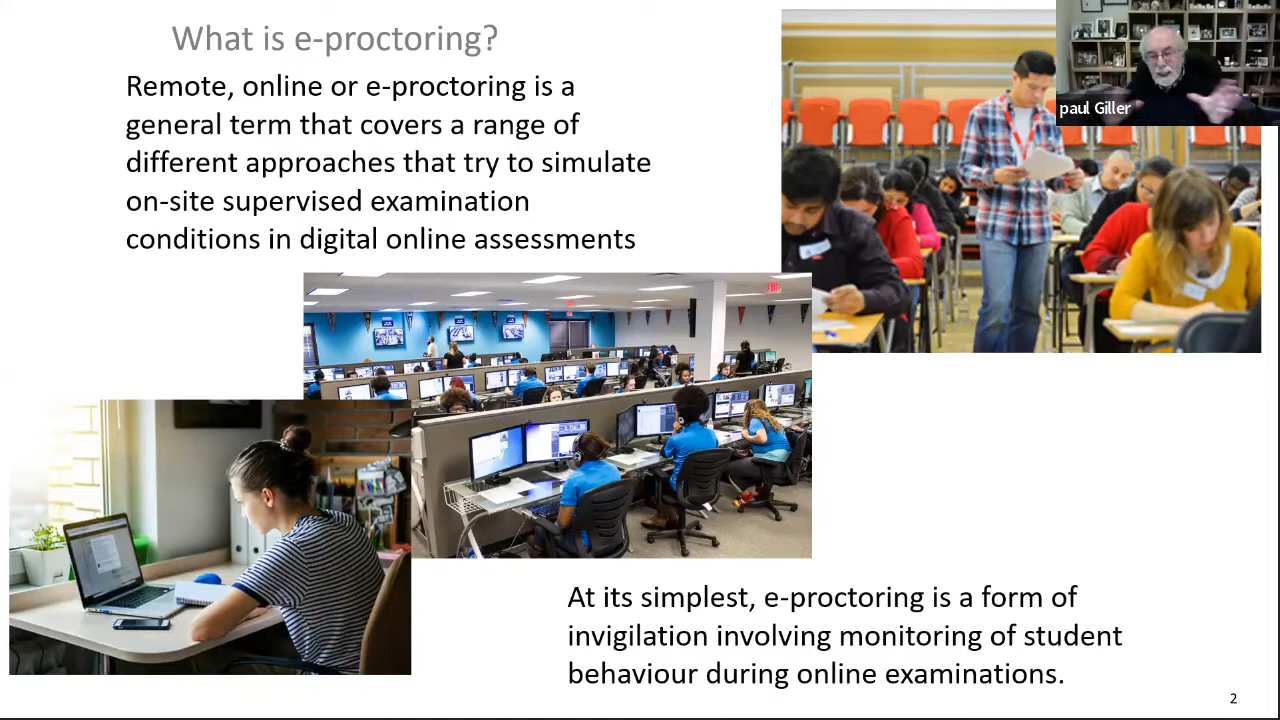 What is e-proctoring?
Remote, online or e-proctoring is a
general term that covers a range of
different approaches that try to simulate
on-site supervised examination
conditions in digital online assessments
paul Giller
At its simplest, e-proctoring is a form of
invigilation involving monitoring of student
behaviour during online examinations.
2